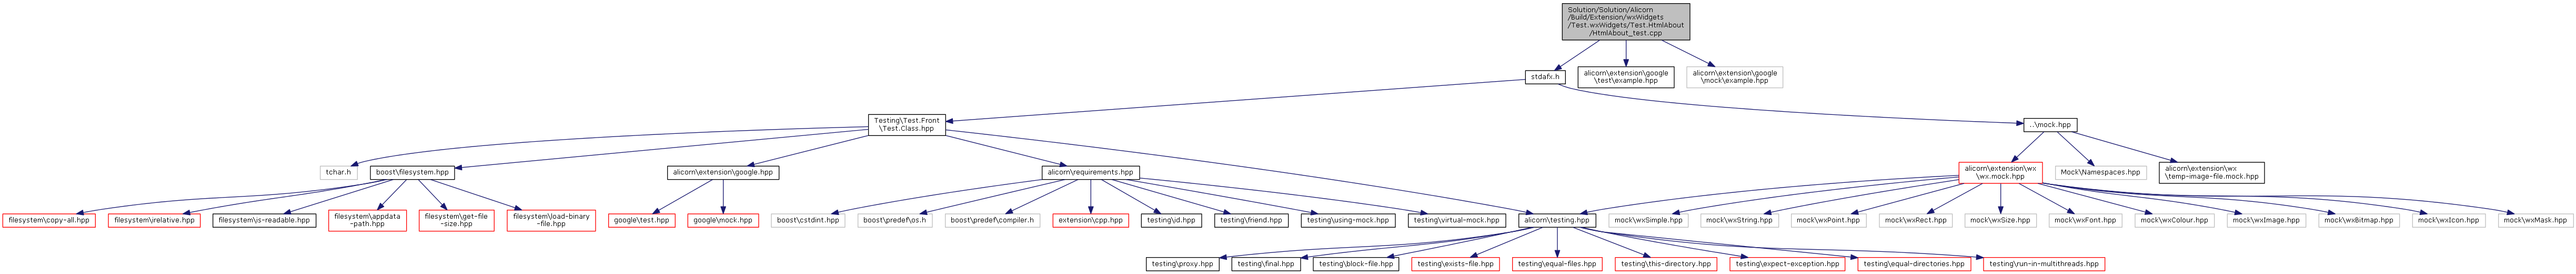 Solution/Solution/Alicorn
/Build/Extension/wxWidgets
/Test.wxWidgets/Test.HtmlAbout
/HtmlAbout_test.cpp
stdafx.h
alicorn\extension\google
\test\example.hpp
alicorn\extension\google
\mock\example.hpp
Testing\Test.Front
\Test.Class.hpp
..\mock.hpp
tchar.h
boost\filesystem.hpp
alicorn\extension\google.hpp
alicorn\requirements.hpp
alicorn\extension\wx
\wx.mock.hpp
Mock\Namespaces.hpp
alicorn\extension\wx
\temp-image-file.mock.hpp
filesystem\copy-all.hpp
filesystem\relative.hpp
filesystem\is-readable.hpp
filesystem\appdata
-path.hpp
filesystem\get-file
-size.hpp
filesystem\load-binary
-file.hpp
google\test.hpp
google\mock.hpp
boost\cstdint.hpp
boost\predef\os.h
boost\predef\compiler.h
extension\cpp.hpp
testing\id.hpp
testing\friend.hpp
testing\using-mock.hpp
testing\virtual-mock.hpp
alicorn\testing.hpp
mock\wxSimple.hpp
mock\wxString.hpp
mock\wxPoint.hpp
mock\wxRect.hpp
mock\wxSize.hpp
mock\wxFont.hpp
mock\wxColour.hpp
mock\wxImage.hpp
mock\wxBitmap.hpp
mock\wxIcon.hpp
mock\wxMask.hpp
testing\proxy.hpp
testing\final.hpp
testing\block-file.hpp
testing\exists-file.hpp
testing\equal-files.hpp
testing\this-directory.hpp
testing\expect-exception.hpp
testing\equal-directories.hpp
testing\run-in-multithreads.hpp